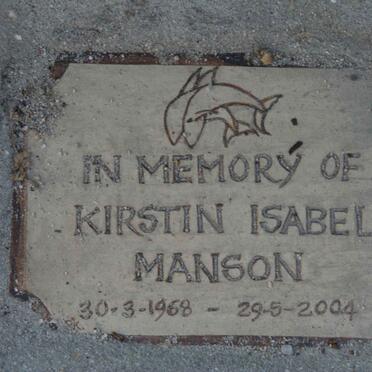 IN MEMORY OF
KIRSTIN ISABEL
MANSON
30-3-1968 - 29-5-2004